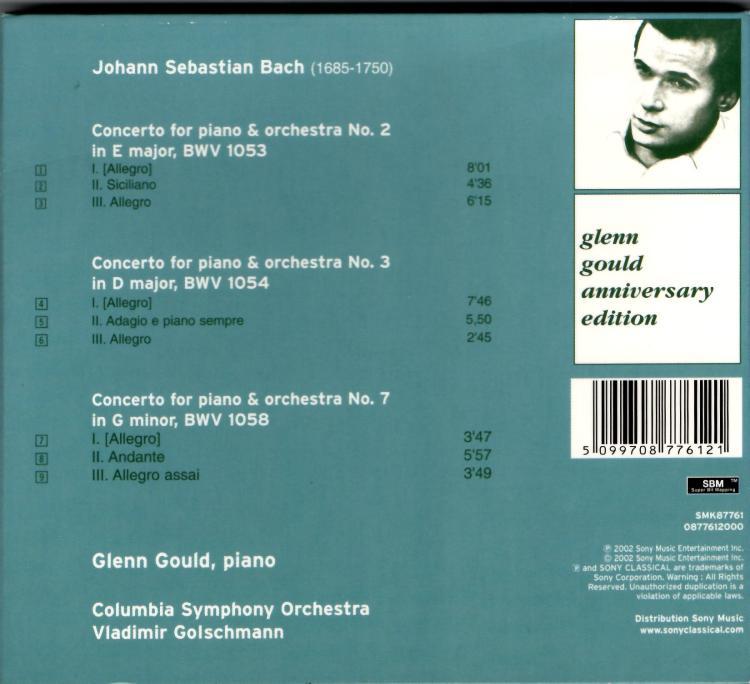 Johann Sebastian Bach (1685-1750)
Concerto for piano & orchestra No. 2
in E major, BWV 1053
1 I. [Allegro] 8'01
2 II. Siciliano 4'36
3 III. Allegro 6'15
Concerto for piano & orchestra No. 3
in D major, BWV 1054
4 I. [Allegro] 7'46
5 II. Adagio e piano sempre 5,50
6 III. Allegro 2'45
Concerto for piano & orchestra No. 7
in G minor, BWV 1058
7 I. [Allegro] 3'47
8 II. Andante 5'57
9 III. Allegro assai 3'49
Glenn Gould, piano
Columbia Symphony Orchestra
Vladimir Golschmann
glenn
gould
anniversary
edition
5 099708 776121
SBM TM
Super Bit Mapping
SMK87761
0877612000
℗ 2002 Sony Music Entertainment Inc.
© 2002 Sony Music Entertainment Inc.
℗ and SONY CLASSICAL are trademarks of
Sony Corporation. Warning : All Rights
Reserved. Unauthorized duplication is a
violation of applicable laws.
Distribution Sony Music
www.sonyclassical.com